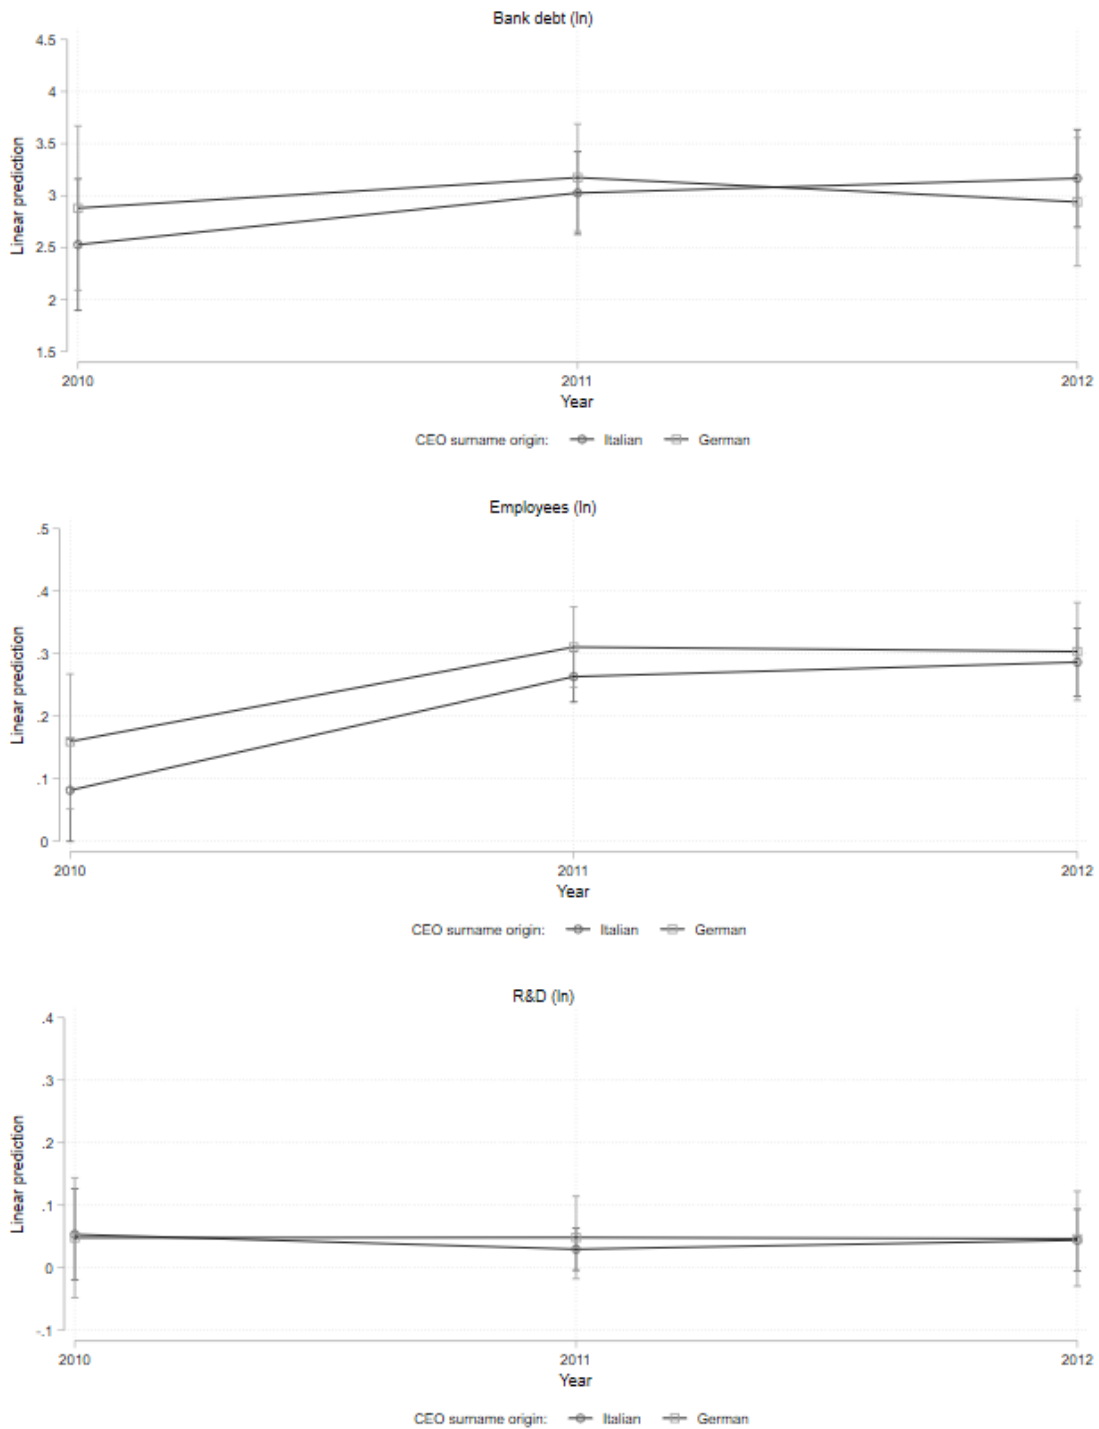 Bank debt (ln)
4.5
4
3.5
3
2.5
2
1.5
Linear prediction
2010 2011 2012
Year
CEO surname origin: Italian German
Employees (ln)
.5
.4
.3
.2
.1
0
Linear prediction
2010 2011 2012
Year
CEO surname origin: Italian German
R&D (ln)
.4
.3
.2
.1
0
-.1
Linear prediction
2010 2011 2012
Year
CEO surname origin: Italian German